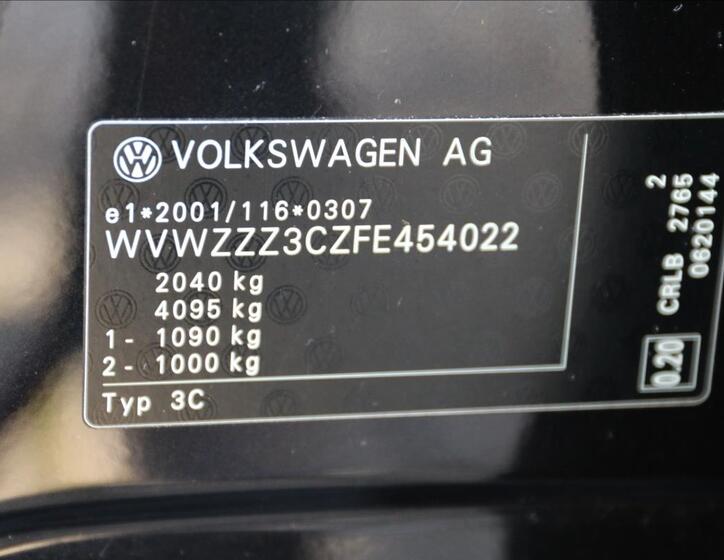 VOLKSWAGEN AG
e1*2001/116*0307
WVWZZZ3CZFE454022
2040 kg
4095 kg
1 - 1090 kg
2 - 1000 kg
Typ 3C
2
CRLB 2765
0620144
0.20